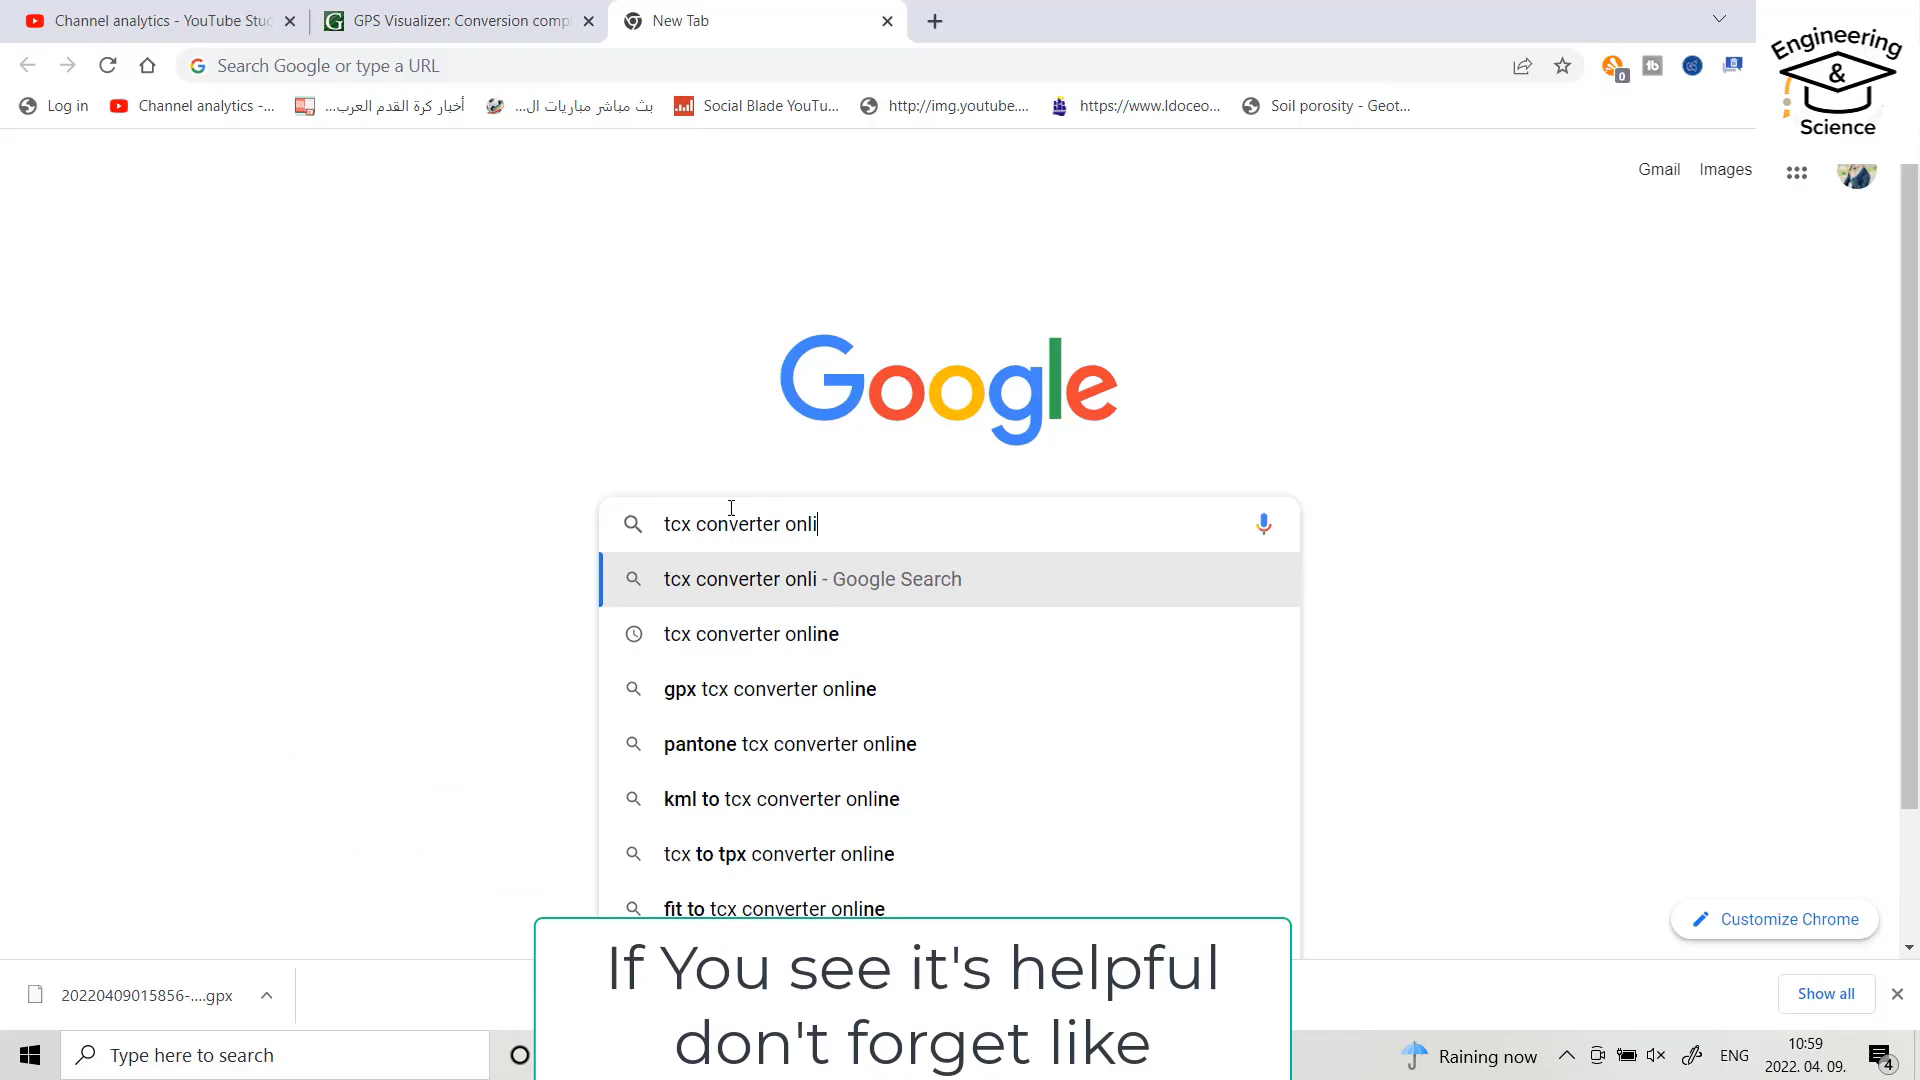 Channel analytics - YouTube Stu
GPS Visualizer: Conversion comp
New Tab
Search Google or type a URL
0
Log in
Channel analytics -...
أخبار كرة القدم العرب...
بث مباشر مباريات ال...
Social Blade YouTu...
http://img.youtube....
https://www.ldoceo...
Soil porosity - Geot...
Engineering
&
Science
Gmail
Images
Google
tcx converter onli
tcx converter onli - Google Search
tcx converter online
gpx tcx converter online
pantone tcx converter online
kml to tcx converter online
tcx to tpx converter online
fit to tcx converter online
Customize Chrome
If You see it's helpful
don't forget like
20220409015856-....gpx
Show all
Type here to search
Raining now
ENG
10:59
2022. 04. 09.
4